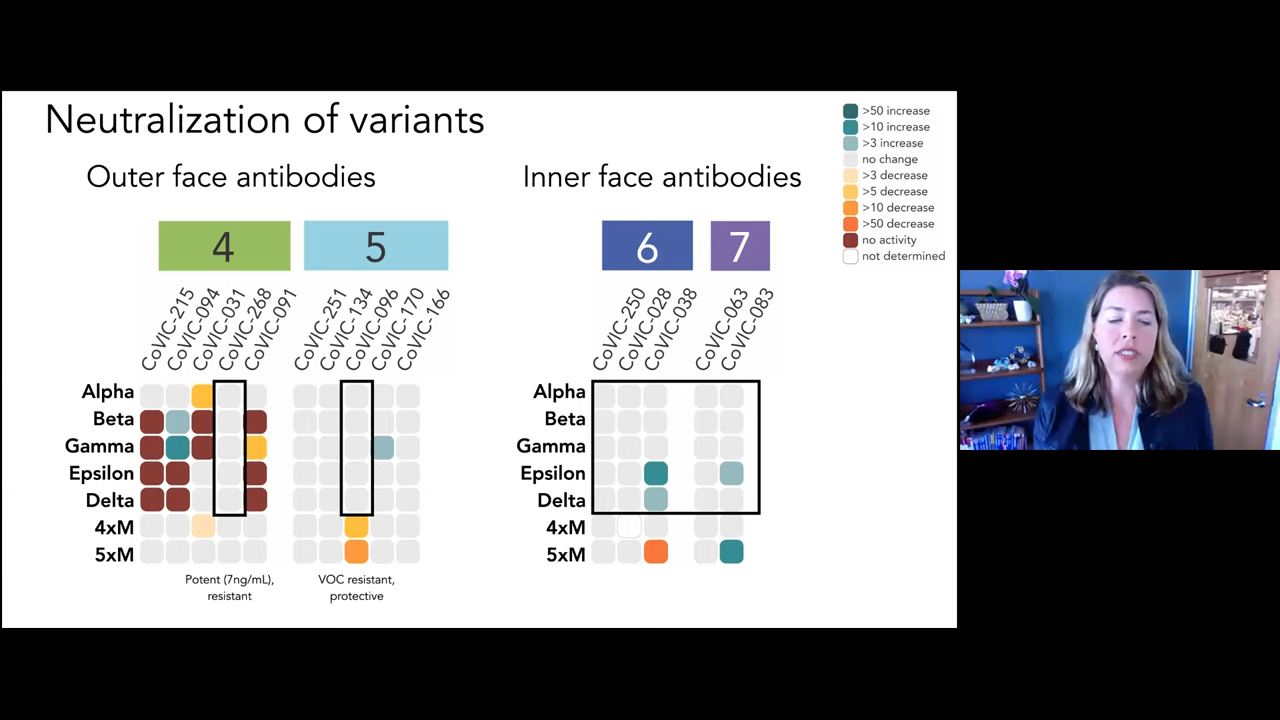 Neutralization of variants
Outer face antibodies
Inner face antibodies
>50 increase
>10 increase
>3 increase
no change
>3 decrease
>5 decrease
>10 decrease
>50 decrease
no activity
not determined
4
5
6
7
CoVIC-215
CoVIC-094
CoVIC-031
CoVIC-268
CoVIC-091
CoVIC-251
CoVIC-134
CoVIC-096
CoVIC-170
CoVIC-166
CoVIC-250
CoVIC-028
CoVIC-038
CoVIC-063
CoVIC-083
Alpha
Beta
Gamma
Epsilon
Delta
4xM
5xM
Alpha
Beta
Gamma
Epsilon
Delta
4xM
5xM
Potent (7ng/mL),
resistant
VOC resistant,
protective